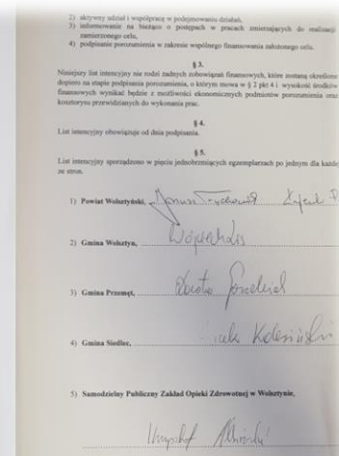 2) aktywny udział i współpracę w podejmowaniu działań,
3) informowanie na bieżąco o postępach w pracach zmierzających do realizacji
zamierzonego celu,
4) podpisanie porozumienia w zakresie wspólnego finansowania założonego celu.
§ 3.
Niniejszy list intencyjny nie rodzi żadnych zobowiązań finansowych, które zostaną określone
dopiero na etapie podpisania porozumienia, o którym mowa w § 2 pkt 4 i wysokość środków
finansowych wynikać będzie z możliwości ekonomicznych podmiotów porozumienia oraz
kosztorysu przewidzianych do wykonania prac.
§ 4.
List intencyjny obowiązuje od dnia podpisania.
§ 5.
List intencyjny sporządzono w pięciu jednobrzmiących egzemplarzach po jednym dla każdej
ze stron.
1) Powiat Wolsztyński, Janusz
2) Gmina Wolsztyn, Wojciech Lis
3) Gmina Przemęt, Dorota
4) Gmina Siedlec,
5) Samodzielny Publiczny Zakład Opieki Zdrowotnej w Wolsztynie,
Krzysztof